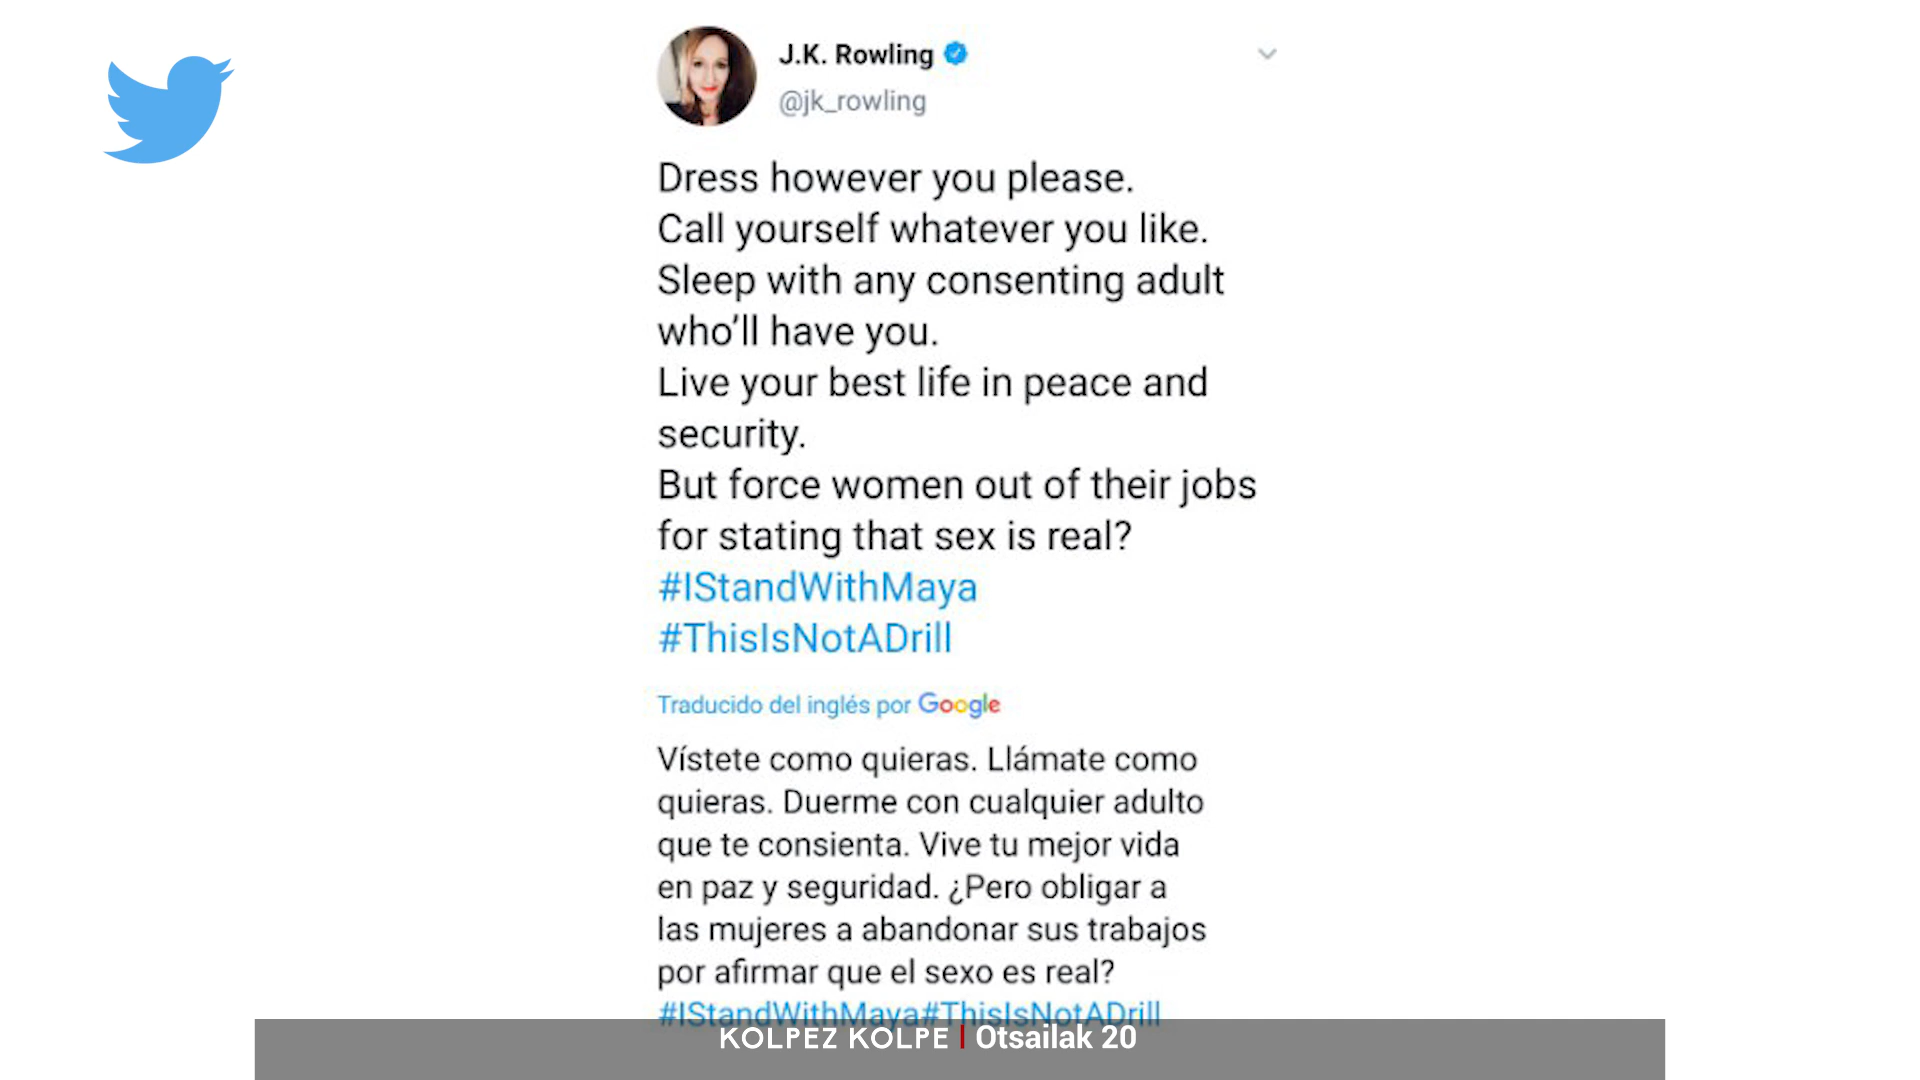 J.K. Rowling
@jk_rowling
Dress however you please.
Call yourself whatever you like.
Sleep with any consenting adult
who’ll have you.
Live your best life in peace and
security.
But force women out of their jobs
for stating that sex is real?
#IStandWithMaya
#ThisIsNotADrill
Traducido del inglés por Google
Vístete como quieras. Llámate como
quieras. Duerme con cualquier adulto
que te consienta. Vive tu mejor vida
en paz y seguridad. ¿Pero obligar a
las mujeres a abandonar sus trabajos
por afirmar que el sexo es real?
#IStandWithMaya#ThisIsNotADrill
KOLPEZ KOLPE | Otsailak 20